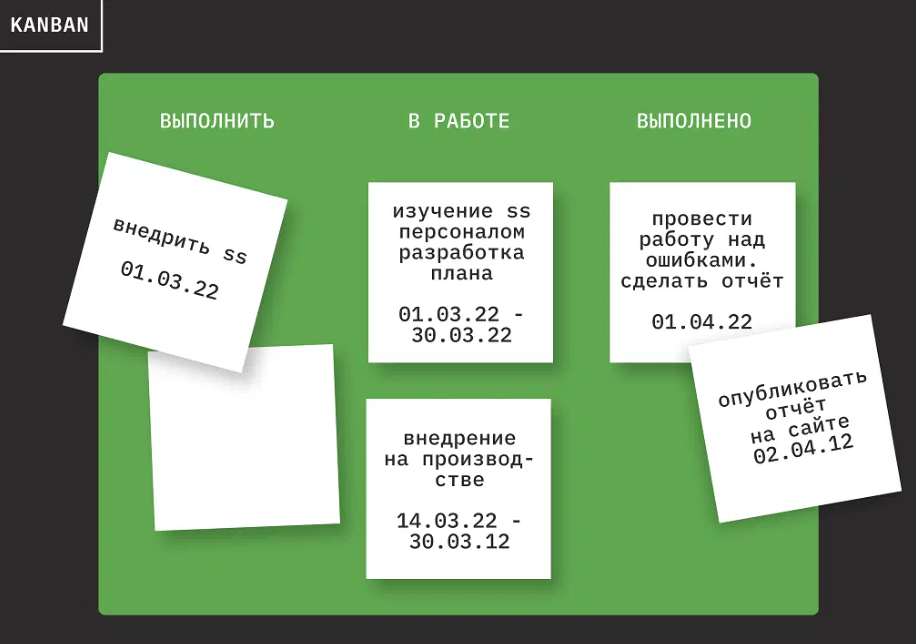 KANBAN
ВЫПОЛНИТЬ
внедрить ss
01.03.22
В РАБОТЕ
изучение ss
персоналом
разработка
плана
01.03.22 -
30.03.22
внедрение
на производ-
стве
14.03.22 -
30.03.12
ВЫПОЛНЕНО
провести
работу над
ошибками.
сделать отчёт
01.04.22
опубликовать
отчёт
на сайте
02.04.12